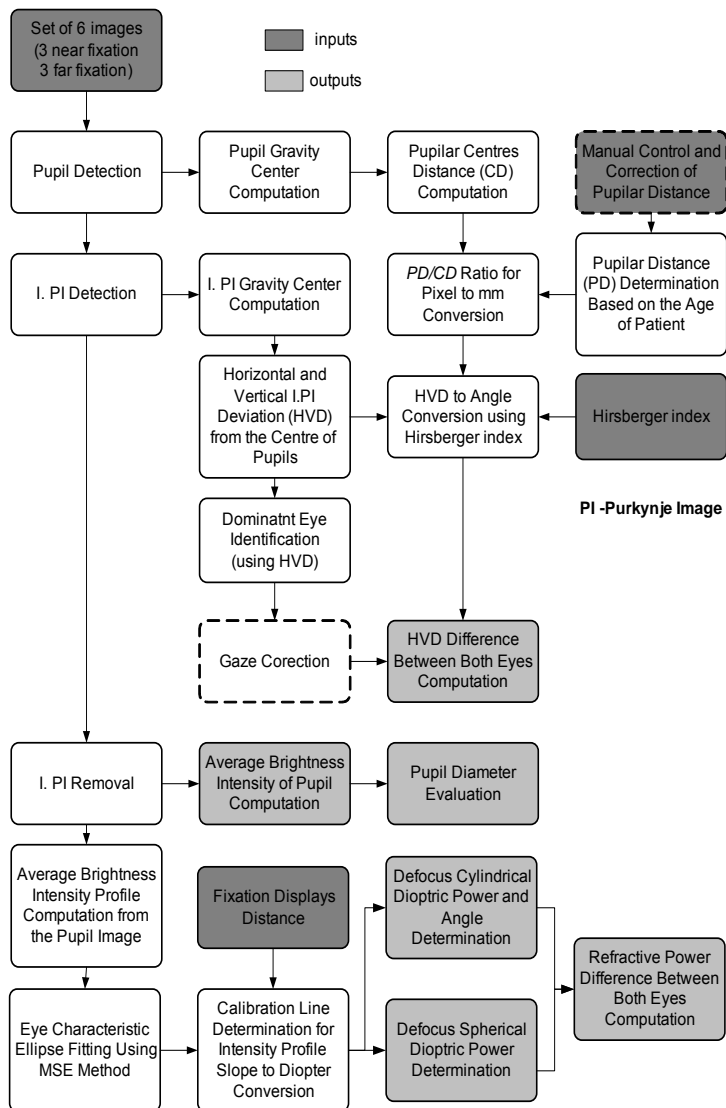 Set of 6 images
(3 near fixation
3 far fixation)
inputs
outputs
Pupil Detection
Pupil Gravity
Center
Computation
Pupilar Centres
Distance (CD)
Computation
Manual Control and
Correction of
Pupilar Distance
I. PI Detection
I. PI Gravity Center
Computation
PD/CD Ratio for
Pixel to mm
Conversion
Pupilar Distance
(PD) Determination
Based on the Age
of Patient
Horizontal and
Vertical I.PI
Deviation (HVD)
from the Centre of
Pupils
HVD to Angle
Conversion using
Hirsberger index
Hirsberger index
PI -Purkynje Image
Dominatnt Eye
Identification
(using HVD)
Gaze Corection
HVD Difference
Between Both Eyes
Computation
I. PI Removal
Average Brightness
Intensity of Pupil
Computation
Pupil Diameter
Evaluation
Average Brightness
Intensity Profile
Computation from
the Pupil Image
Fixation Displays
Distance
Defocus Cylindrical
Dioptric Power and
Angle
Determination
Refractive Power
Difference Between
Both Eyes
Computation
Eye Characteristic
Ellipse Fitting Using
MSE Method
Calibration Line
Determination for
Intensity Profile
Slope to Diopter
Conversion
Defocus Spherical
Dioptric Power
Determination